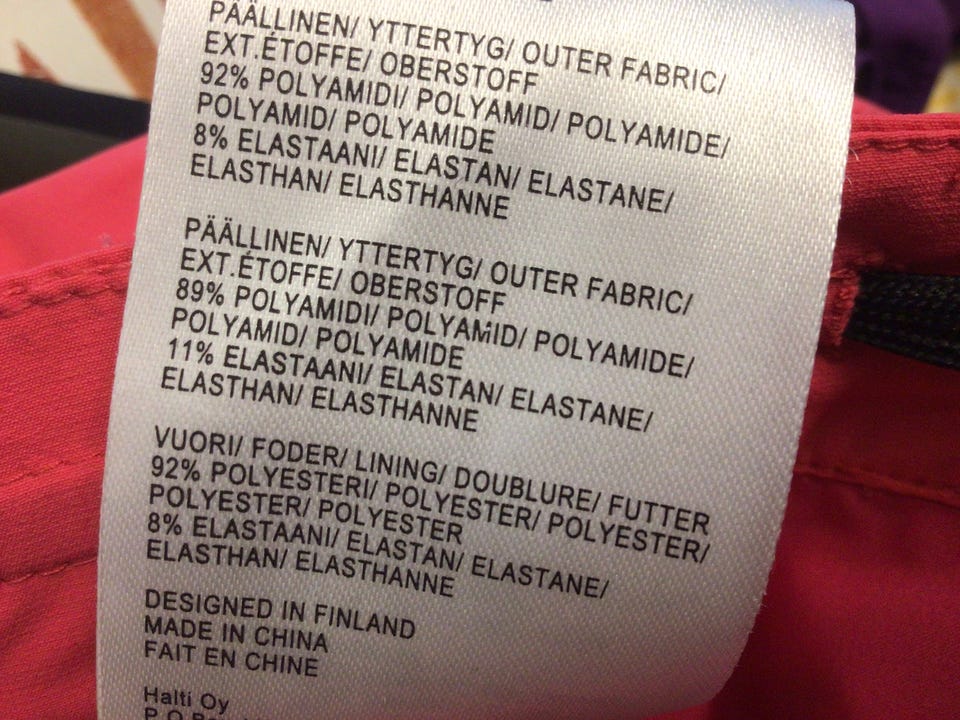 PÄÄLLINEN/ YTTERTYG/ OUTER FABRIC/
EXT.ÉTOFFE/ OBERSTOFF
92% POLYAMIDI/ POLYAMID/ POLYAMIDE/
POLYAMID/ POLYAMIDE
8% ELASTAANI/ ELASTAN/ ELASTANE/
ELASTHAN/ ELASTHANNE
PÄÄLLINEN/ YTTERTYG/ OUTER FABRIC/
EXT.ÉTOFFE/ OBERSTOFF
89% POLYAMIDI/ POLYAMID/ POLYAMIDE/
POLYAMID/ POLYAMIDE
11% ELASTAANI/ ELASTAN/ ELASTANE/
ELASTHAN/ ELASTHANNE
VUORI/ FODER/ LINING/ DOUBLURE/ FUTTER
92% POLYESTERI/ POLYESTER/ POLYESTER/
POLYESTER/ POLYESTER
8% ELASTAANI/ ELASTAN/ ELASTANE/
ELASTHAN/ ELASTHANNE
DESIGNED IN FINLAND
MADE IN CHINA
FAIT EN CHINE
Halti Oy